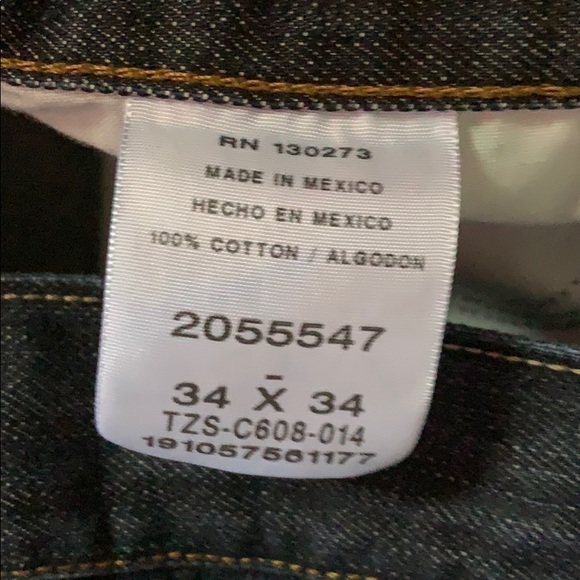 RN 130273
MADE IN MEXICO
HECHO EN MEXICO
100% COTTON / ALGODON
2055547
-
34 X 34
TZS-C608-014
191057561177